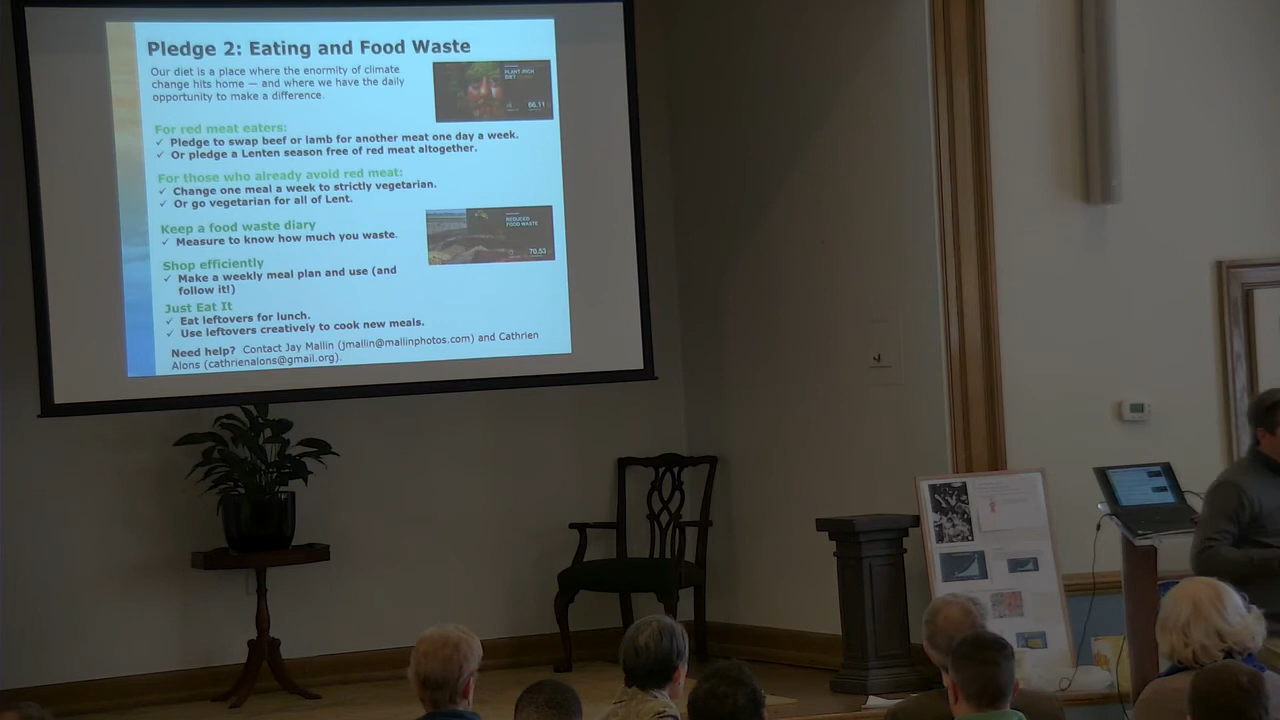 Pledge 2: Eating and Food Waste
Our diet is a place where the enormity of climate
change hits home — and where we have the daily
opportunity to make a difference.
PLANT-RICH
DIET
66.11
For red meat eaters:
✓ Pledge to swap beef or lamb for another meat one day a week.
✓ Or pledge a Lenten season free of red meat altogether.
For those who already avoid red meat:
✓ Change one meal a week to strictly vegetarian.
✓ Or go vegetarian for all of Lent.
Keep a food waste diary
✓ Measure to know how much you waste.
REDUCED
FOOD WASTE
70.53
Shop efficiently
✓ Make a weekly meal plan and use (and
follow it!)
Just Eat It
✓ Eat leftovers for lunch.
✓ Use leftovers creatively to cook new meals.
Need help? Contact Jay Mallin (jmallin@mallinphotos.com) and Cathrien
Alons (cathrienalons@gmail.org).